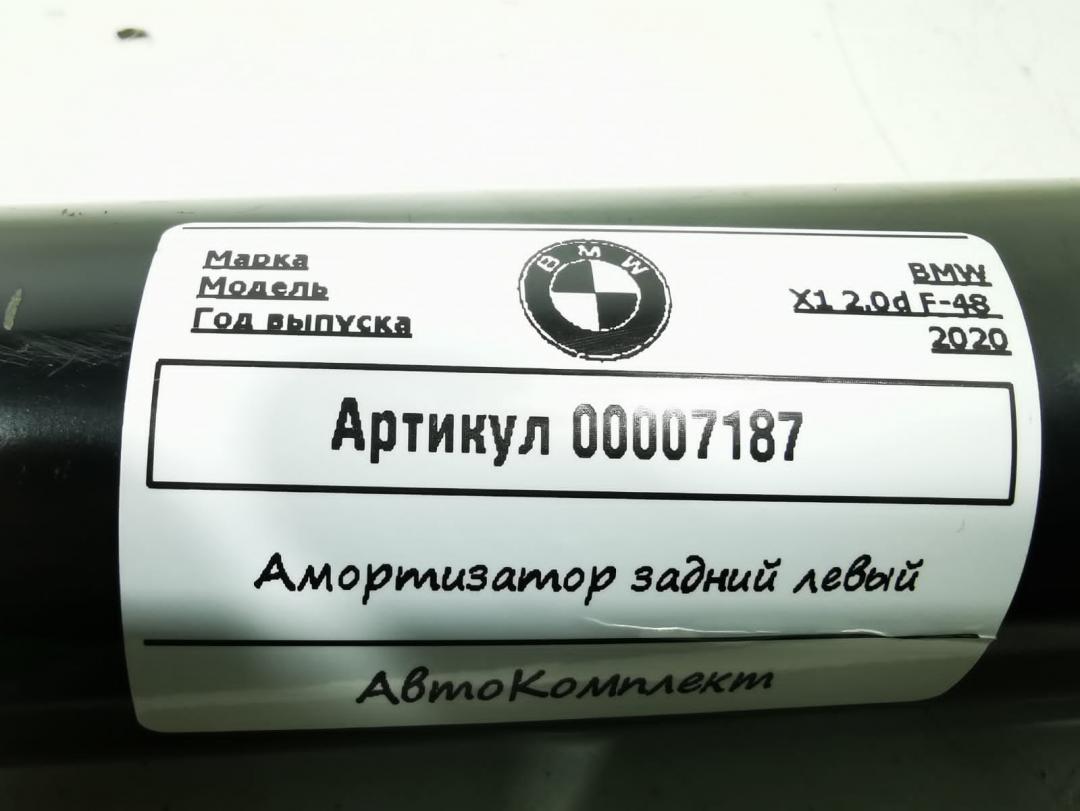 Марка BMW
Модель X1 2.0d F-48
Год выпуска 2020
BMW
Артикул 00007187
Амортизатор задний левый
АвтоКомплект